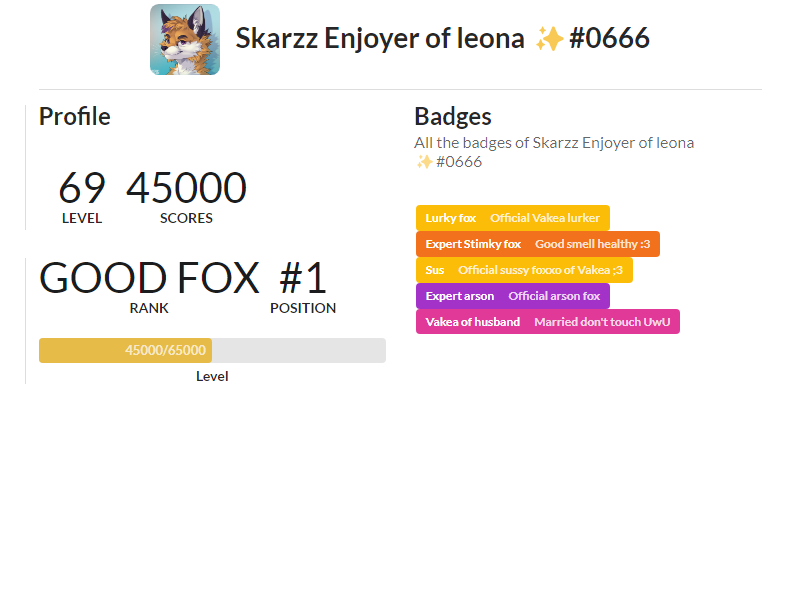 Skarzz Enjoyer of leona ✨#0666
Profile
69 45000
LEVEL SCORES
GOOD FOX #1
RANK POSITION
45000/65000
Level
Badges
All the badges of Skarzz Enjoyer of leona
✨#0666
Lurky fox Official Vakea lurker
Expert Stimky fox Good smell healthy :3
Sus Official sussy foxxo of Vakea ;3
Expert arson Official arson fox
Vakea of husband Married don't touch UwU